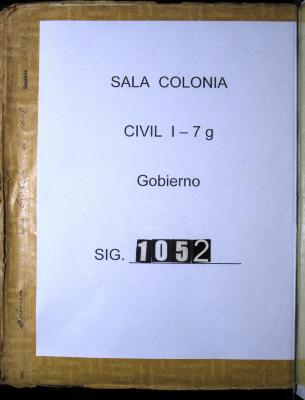 SALA COLONIA
CIVIL I – 7 g
Gobierno
SIG. 1052